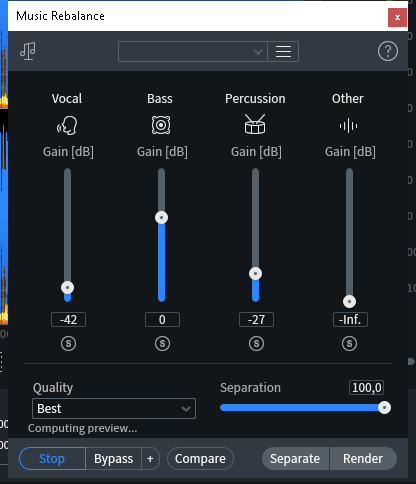 Music Rebalance
x
?
Vocal Bass Percussion Other
Gain [dB] Gain [dB] Gain [dB] Gain [dB]
-42 0 -27 -Inf.
S S S S
Quality Separation 100,0
Best
Computing preview...
Stop Bypass + Compare Separate Render